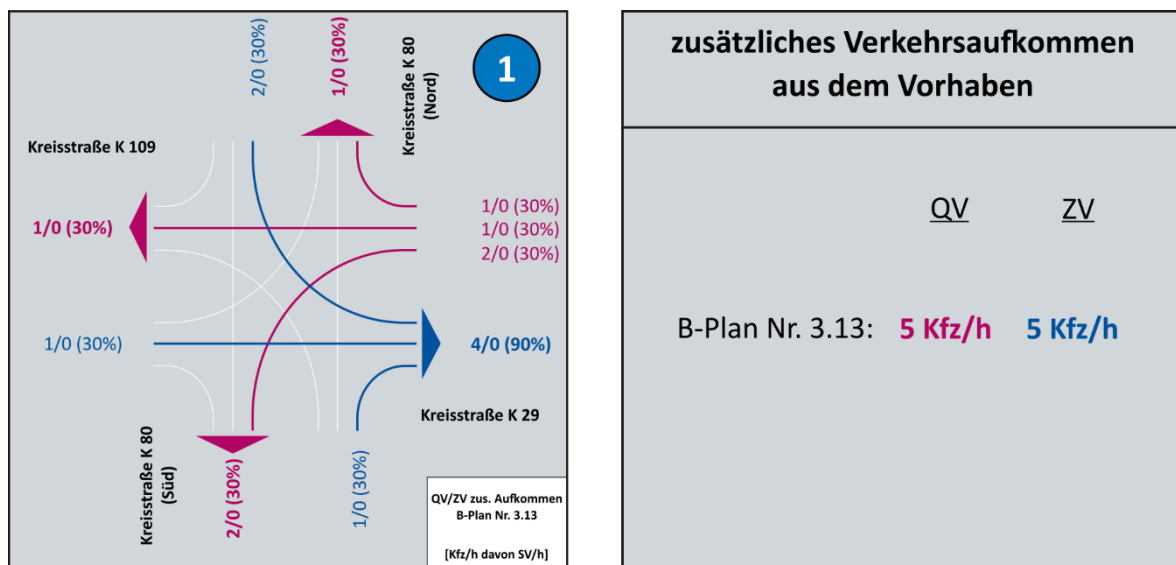 2/0 (30%)
1/0 (30%)
Kreisstraße K 80
(Nord)
1
Kreisstraße K 109
1/0 (30%)
1/0 (30%)
1/0 (30%)
2/0 (30%)
1/0 (30%)
4/0 (90%)
Kreisstraße K 29
Kreisstraße K 80
(Süd)
2/0 (30%)
1/0 (30%)
QV/ZV zus. Aufkommen
B-Plan Nr. 3.13
[Kfz/h davon SV/h]
zusätzliches Verkehrsaufkommen
aus dem Vorhaben
QV ZV
B-Plan Nr. 3.13: 5 Kfz/h 5 Kfz/h